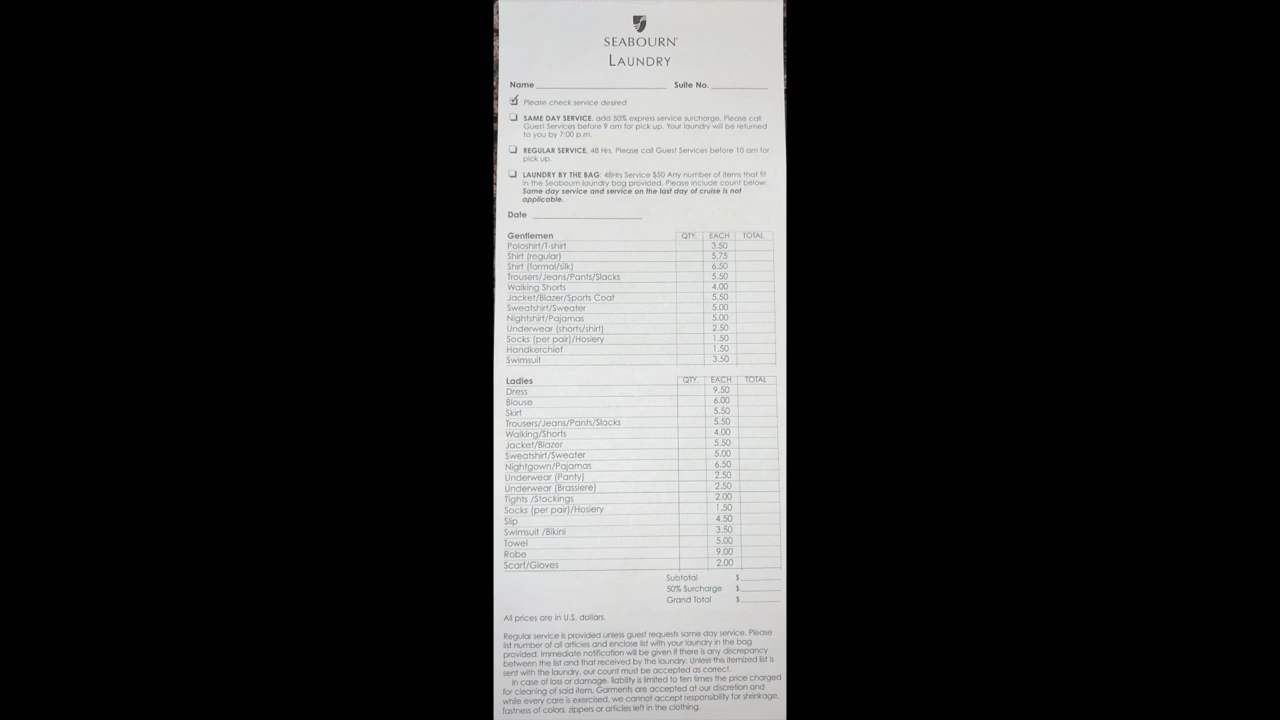 SEABOURN®
LAUNDRY
Name Suite No.
Please check service desired
SAME DAY SERVICE, add 50% express service surcharge. Please call
Guest Services before 9 am for pick up. Your laundry will be returned
to you by 7:00 p.m.
REGULAR SERVICE, 48 Hrs. Please call Guest Services before 10 am for
pick up.
LAUNDRY BY THE BAG: 48Hrs Service $50 Any number of items that fit
in the Seabourn laundry bag provided. Please include count below.
Same day service and service on the last day of cruise is not
applicable.
Date
Gentlemen QTY. EACH TOTAL
Poloshirt/T-shirt 3.50
Shirt (regular) 5.75
Shirt (formal/silk) 6.50
Trousers/Jeans/Pants/Slacks 5.50
Walking Shorts 4.00
Jacket/Blazer/Sports Coat 5.50
Sweatshirt/Sweater 5.00
Nightshirt/Pajamas 5.00
Underwear (shorts/shirt) 2.50
Socks (per pair)/Hosiery 1.50
Handkerchief 1.50
Swimsuit 3.50
Ladies QTY. EACH TOTAL
Dress 9.50
Blouse 6.00
Skirt 5.50
Trousers/Jeans/Pants/Slacks 5.50
Walking/Shorts 4.00
Jacket/Blazer 5.50
Sweatshirt/Sweater 5.00
Nightgown/Pajamas 6.50
Underwear (Panty) 2.50
Underwear (Brassiere) 2.50
Tights /Stockings 2.00
Socks (per pair)/Hosiery 1.50
Slip 4.50
Swimsuit /Bikini 3.50
Towel 5.00
Robe 9.00
Scarf/Gloves 2.00
Subtotal $
50% Surcharge $
Grand Total $
All prices are in U.S. dollars.
Regular service is provided unless guest requests same day service. Please
list number of all articles and enclose list with your laundry in the bag
provided. Immediate notification will be given if there is any discrepancy
between the list and that received by the laundry. Unless this itemized list is
sent with the laundry, our count must be accepted as correct.
In case of loss or damage, liability is limited to ten times the price charged
for cleaning of said item. Garments are accepted at our discretion and
while every care is exercised, we cannot accept responsibility for shrinkage,
fastness of colors, zippers or articles left in the clothing.